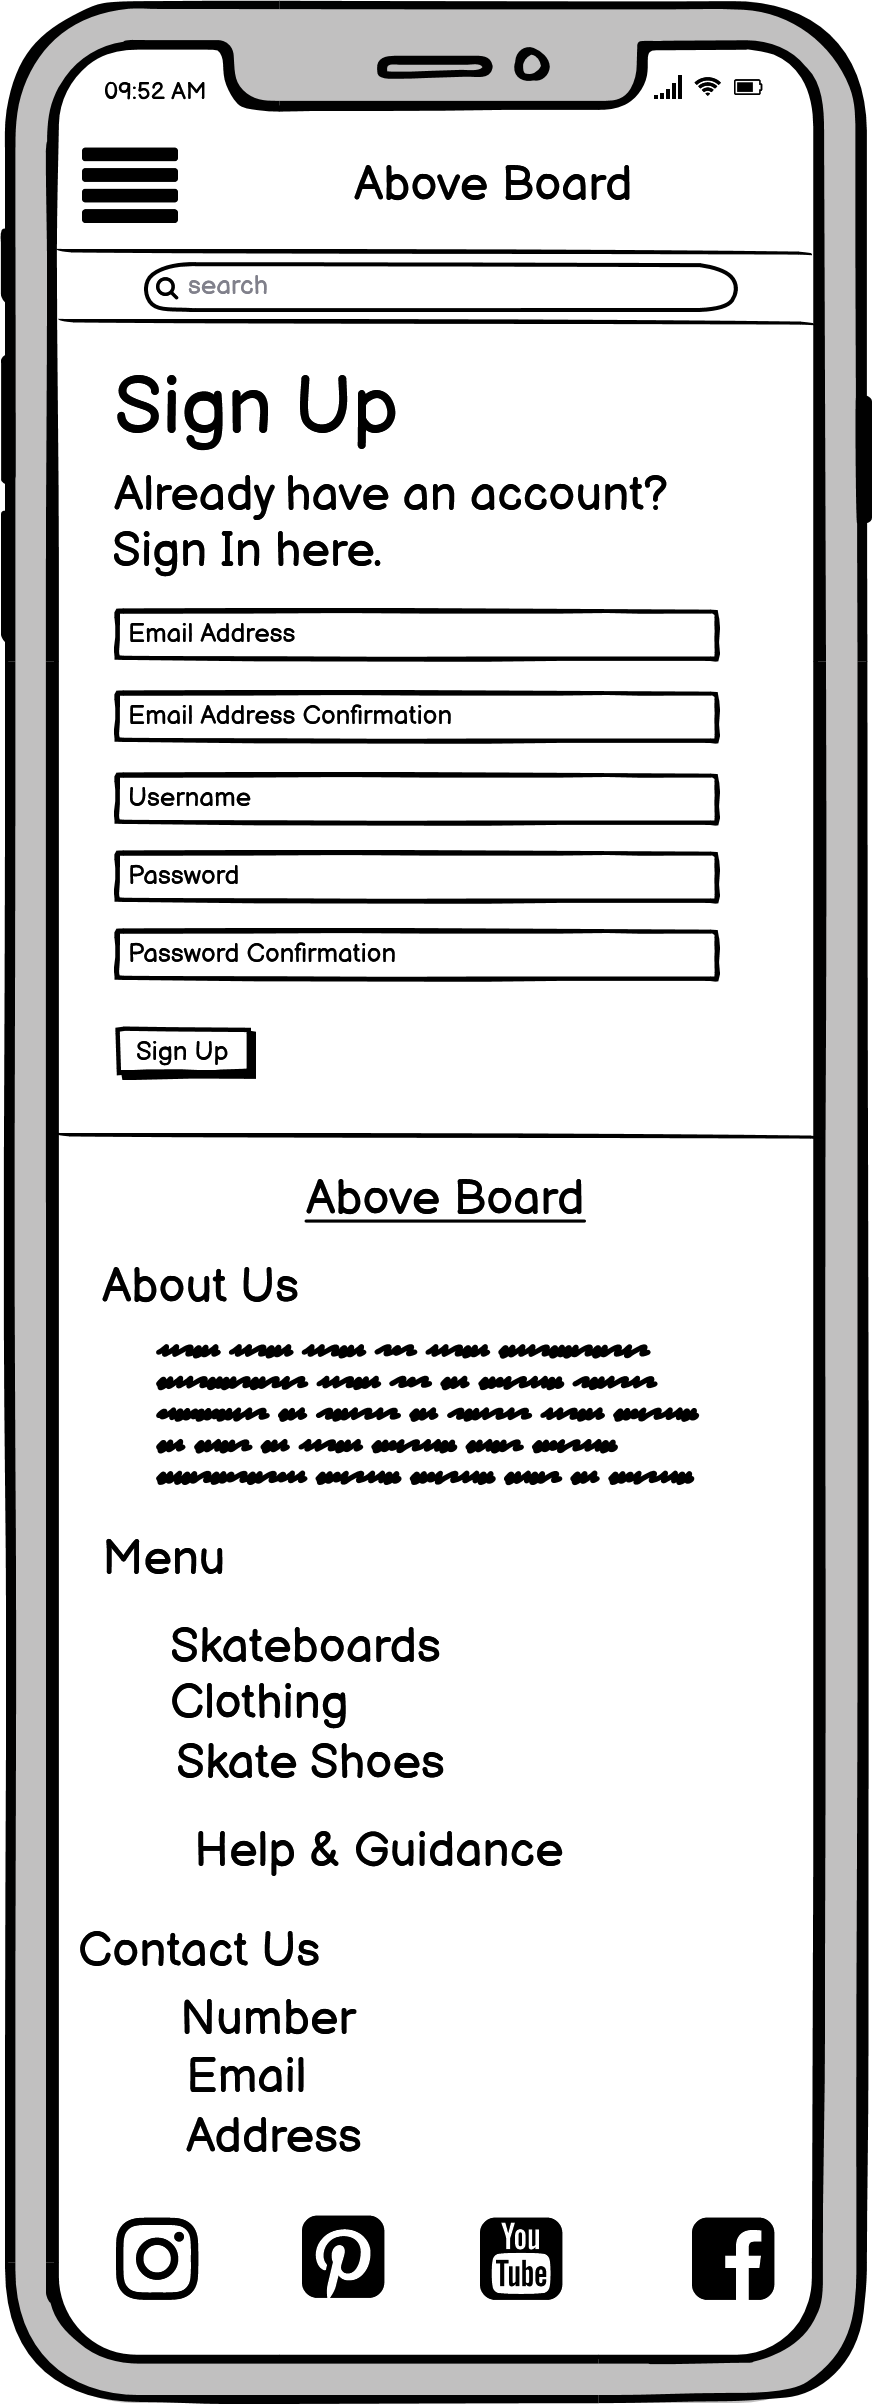 09:52 AM
Above Board
search
Sign Up
Already have an account?
Sign In here.
Email Address
Email Address Confirmation
Username
Password
Password Confirmation
Sign Up
Above Board
About Us
Menu
Skateboards
Clothing
Skate Shoes
Help & Guidance
Contact Us
Number
Email
Address
You
Tube